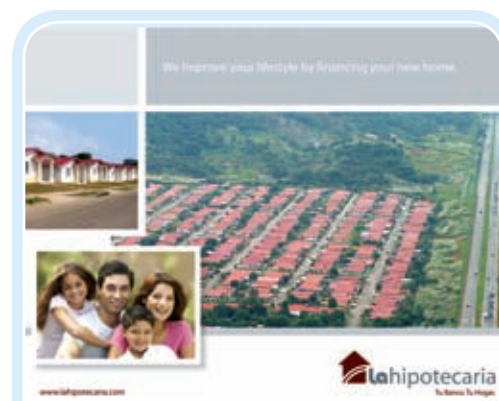 We improve your lifestyle by financing your new home.
Lahipotecaria
Tu Banco. Tu Hogar.
www.lahipotecaria.com